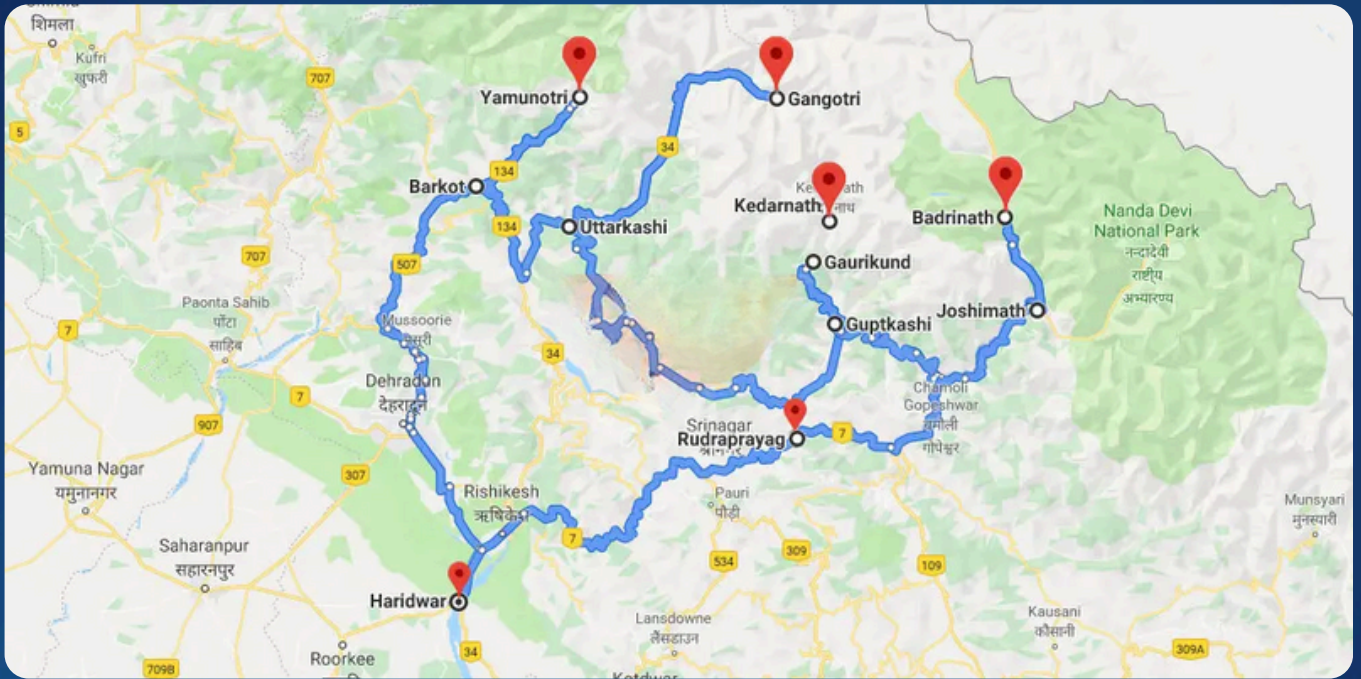 शिमला
Kufri
खुफरी
707
5
Yamunotri
Gangotri
34
134
Barkot
134
Uttarkashi
Kedarnath
Badrinath
Nanda Devi
National Park
नन्दादेवी
राष्ट्रीय
अभ्यारण्य
707
507
Gaurikund
Paonta Sahib
पोंटा
साहिब
7
Mussoorie
Guptkashi
Joshimath
34
Dehradun
देहरादून
7
Chamoli
Gopeshwar
चमोली
गोपेश्वर
907
Srinagar
श्रीनगर
Rudraprayag
7
Yamuna Nagar
यमुनानगर
307
Rishikesh
ऋषिकेश
Pauri
पौड़ी
Munsyari
मुनस्यारी
7
Saharanpur
सहारनपुर
534
309
109
Haridwar
Lansdowne
लैंसडाउन
Kausani
कौसानी
34
Roorkee
709B
309A
Kotdwar